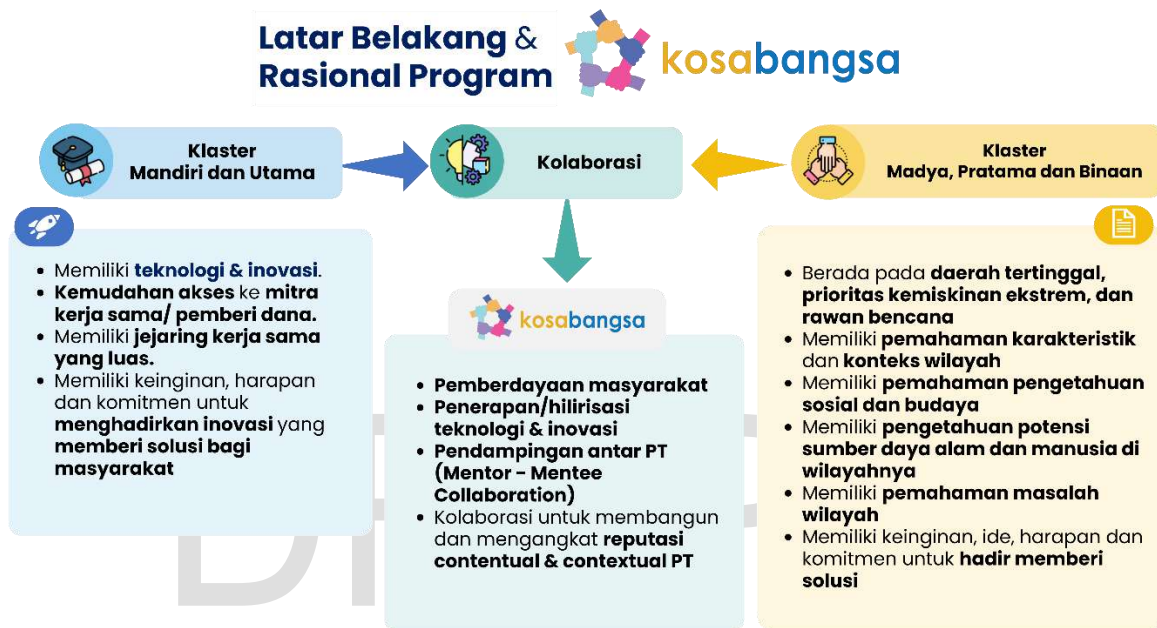 Latar Belakang &
Rasional Program
kosabangsa
Klaster
Mandiri dan Utama
Kolaborasi
Klaster
Madya, Pratama dan Binaan
• Memiliki teknologi & inovasi.
• Kemudahan akses ke mitra
kerja sama/ pemberi dana.
• Memiliki jejaring kerja sama
yang luas.
• Memiliki keinginan, harapan
dan komitmen untuk
menghadirkan inovasi yang
memberi solusi bagi
masyarakat
kosabangsa
• Pemberdayaan masyarakat
• Penerapan/hilirisasi
teknologi & inovasi
• Pendampingan antar PT
(Mentor - Mentee
Collaboration)
• Kolaborasi untuk membangun
dan mengangkat reputasi
contentual & contextual PT
• Berada pada daerah tertinggal,
prioritas kemiskinan ekstrem, dan
rawan bencana
• Memiliki pemahaman karakteristik
dan konteks wilayah
• Memiliki pemahaman pengetahuan
sosial dan budaya
• Memiliki pengetahuan potensi
sumber daya alam dan manusia di
wilayahnya
• Memiliki pemahaman masalah
wilayah
• Memiliki keinginan, ide, harapan dan
komitmen untuk hadir memberi
solusi